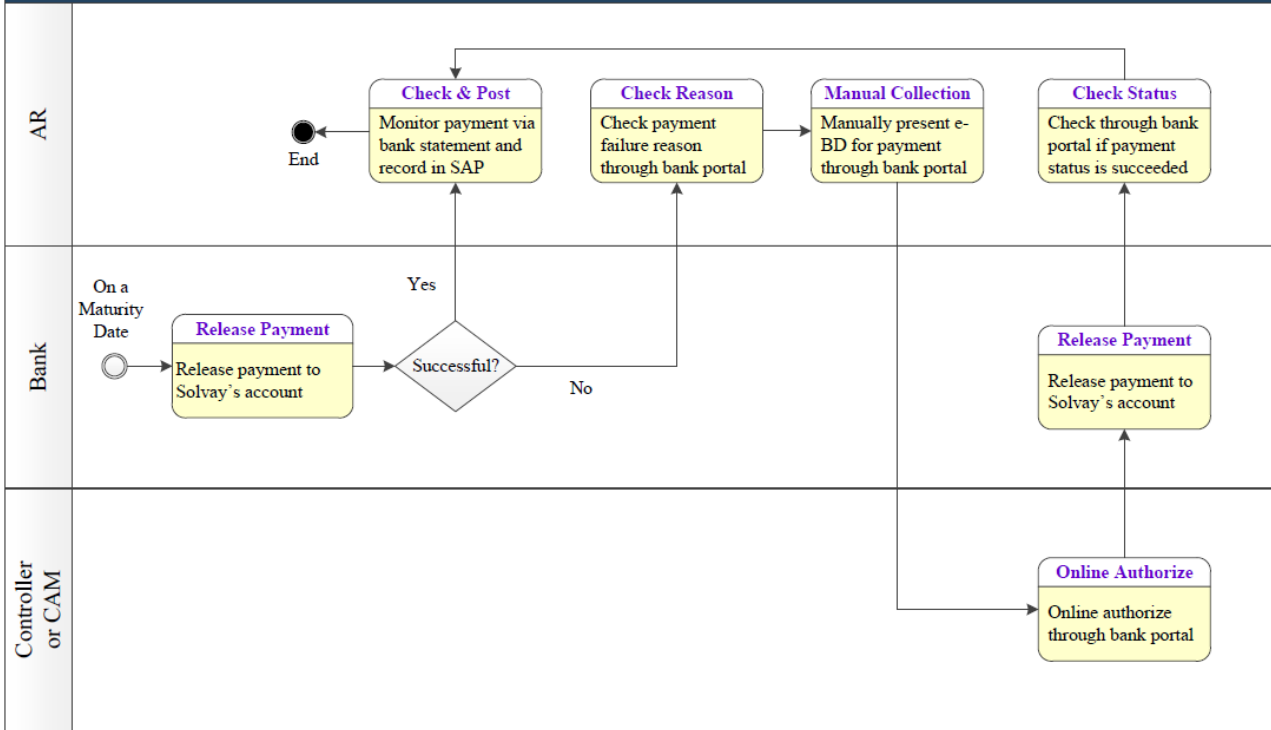 AR
Check & Post
Monitor payment via
bank statement and
record in SAP
End
Check Reason
Check payment
failure reason
through bank portal
Manual Collection
Manually present e-
BD for payment
through bank portal
Check Status
Check through bank
portal if payment
status is succeeded
Bank
On a
Maturity
Date
Release Payment
Release payment to
Solvay’s account
Successful?
Yes
No
Release Payment
Release payment to
Solvay’s account
Controller
or CAM
Online Authorize
Online authorize
through bank portal